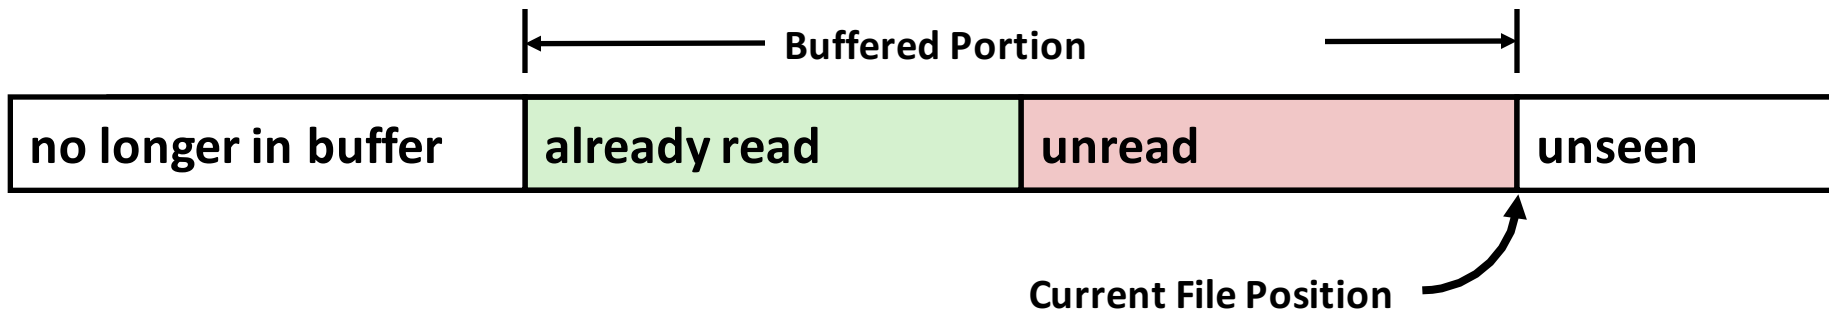 Buffered Portion
no longer in buffer
already read
unread
unseen
Current File Position